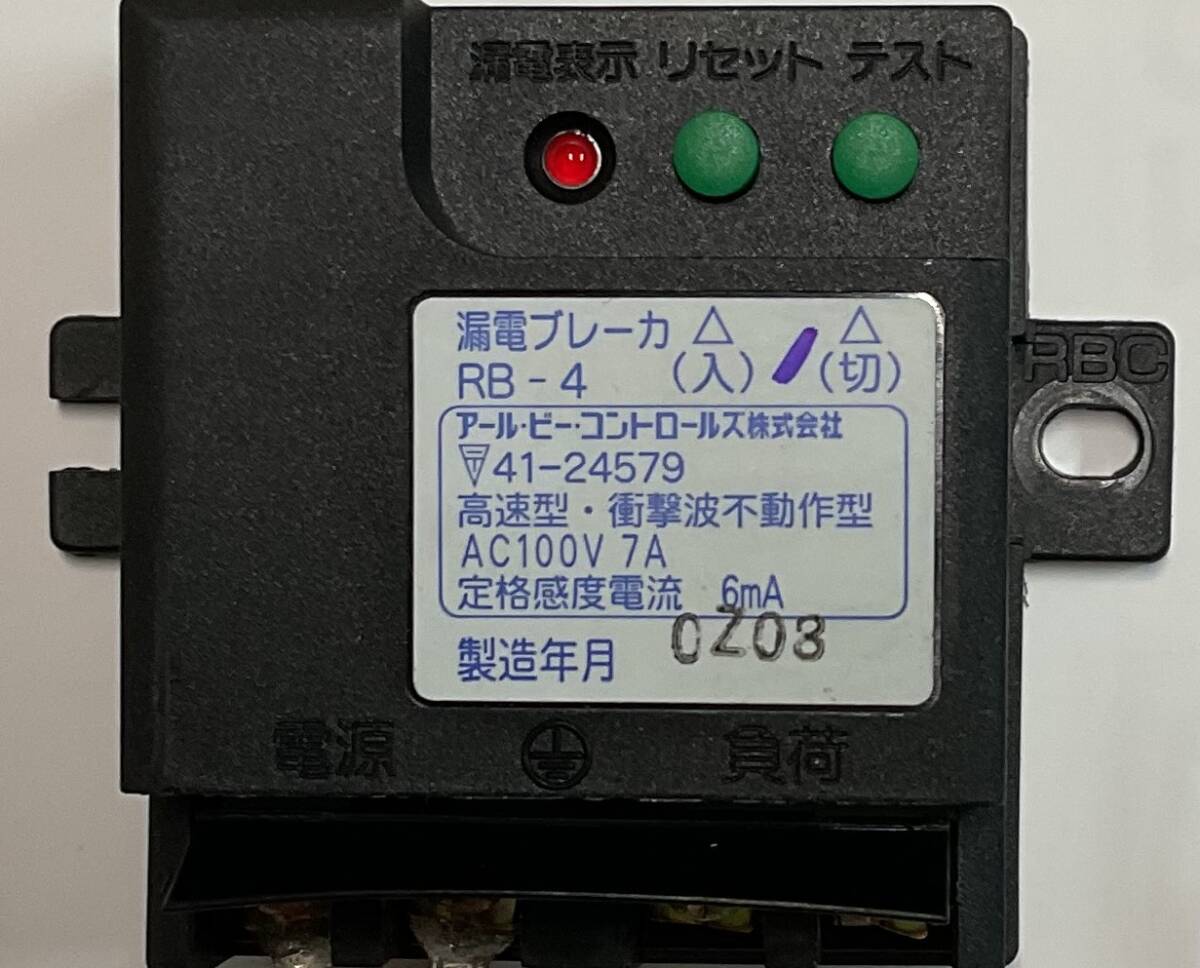 漏電表示 リセット テスト
漏電ブレーカ △ △
RB-4 (入) (切)
RBC
アール・ビー・コントロールズ株式会社
41-24579
高速型・衝撃波不動作型
AC100V 7A
定格感度電流 6mA
製造年月 0203
電源 負荷